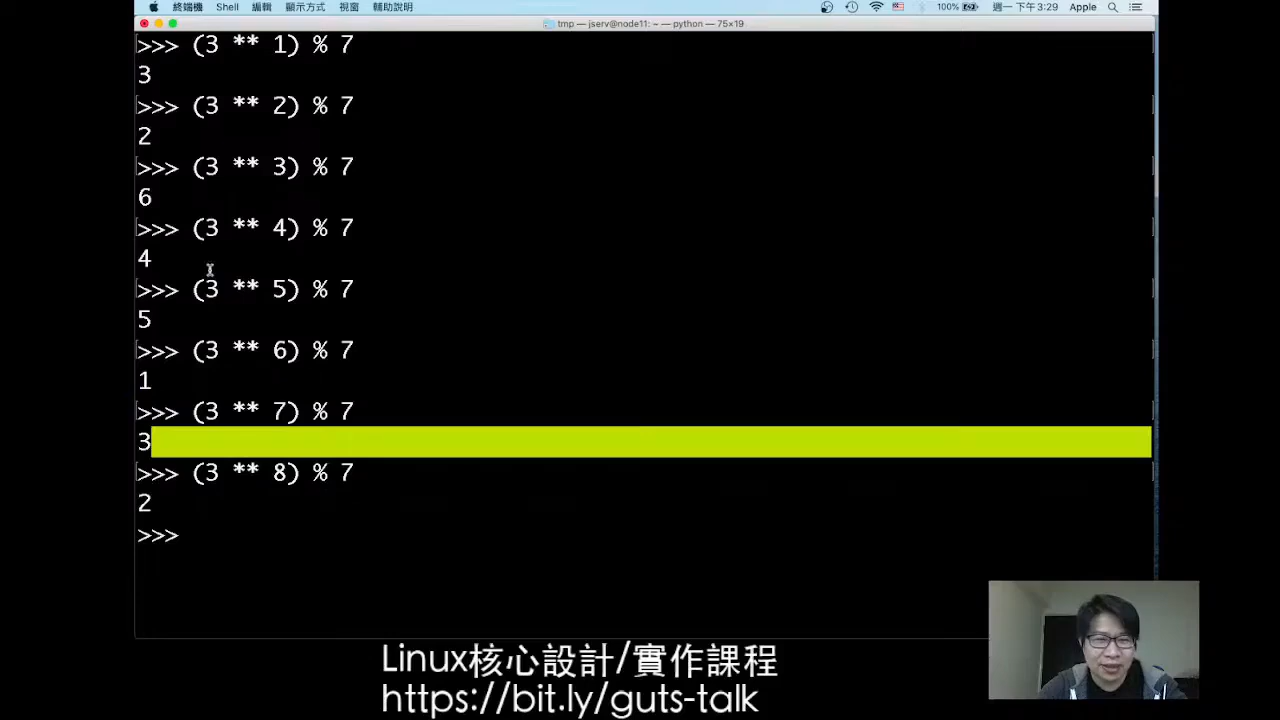 終端機 Shell 編輯 顯示方式 視窗 輔助說明 100% 週一 下午3:29 Apple
tmp — jserv@node11: ~ — python — 75×19
>>> (3 ** 1) % 7
3
>>> (3 ** 2) % 7
2
>>> (3 ** 3) % 7
6
>>> (3 ** 4) % 7
4
>>> (3 ** 5) % 7
5
>>> (3 ** 6) % 7
1
>>> (3 ** 7) % 7
3
>>> (3 ** 8) % 7
2
>>>
Linux核心設計/實作課程
https://bit.ly/guts-talk